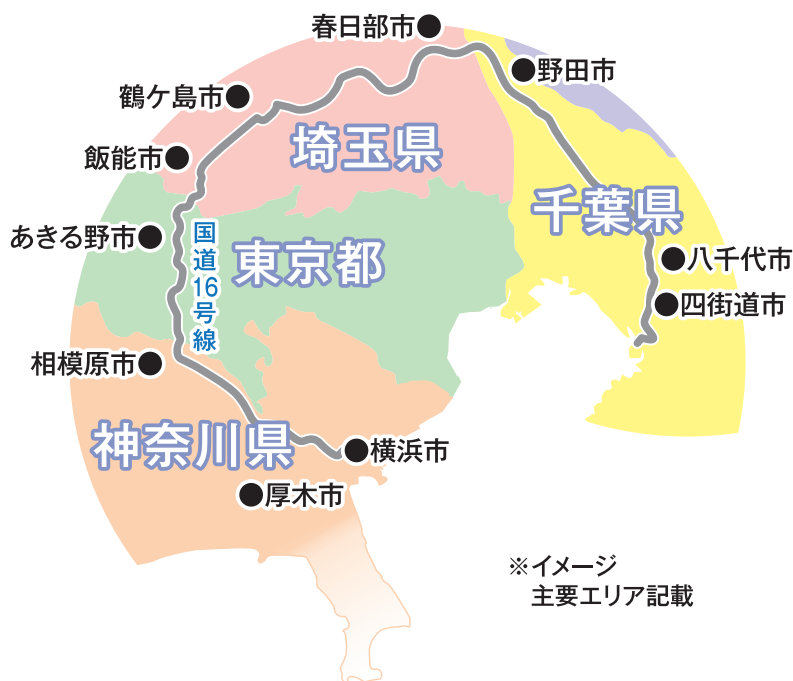 春日部市
野田市
鶴ケ島市
埼玉県
飯能市
千葉県
あきる野市
国道16号線
東京都
八千代市
四街道市
相模原市
神奈川県
横浜市
厚木市
※イメージ
主要エリア記載